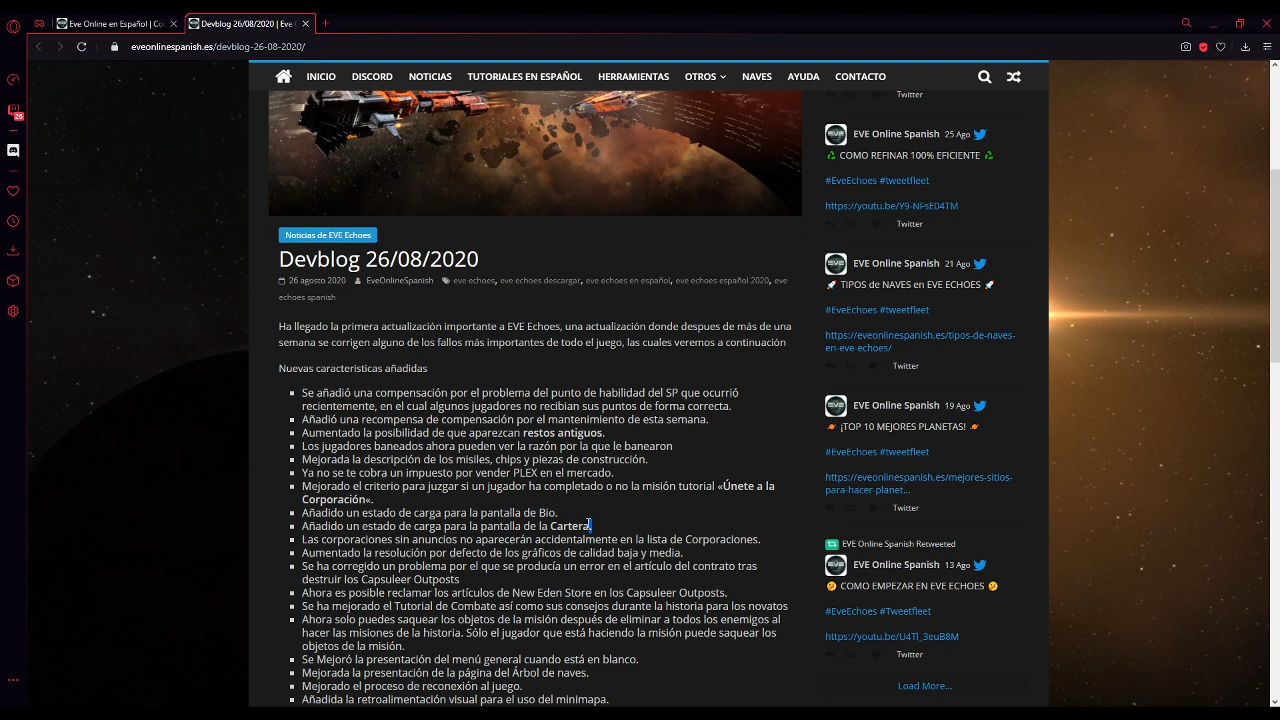 Eve Online en Español | Co
Devblog 26/08/2020 | Eve O
eveonlinespanish.es/devblog-26-08-2020/
26
INICIO DISCORD NOTICIAS TUTORIALES EN ESPAÑOL HERRAMIENTAS OTROS NAVES AYUDA CONTACTO
Noticias de EVE Echoes
Devblog 26/08/2020
26 agosto 2020 EveOnlineSpanish eve echoes, eve echoes descargar, eve echoes en español, eve echoes español 2020, eve
echoes spanish
Ha llegado la primera actualización importante a EVE Echoes, una actualización donde despues de más de una
semana se corrigen alguno de los fallos más importantes de todo el juego, las cuales veremos a continuación
Nuevas características añadidas
Se añadió una compensación por el problema del punto de habilidad del SP que ocurrió
recientemente, en el cual algunos jugadores no recibian sus puntos de forma correcta.
Añadió una recompensa de compensación por el mantenimiento de esta semana.
Aumentado la posibilidad de que aparezcan restos antiguos.
Los jugadores baneados ahora pueden ver la razón por la que le banearon
Mejorada la descripción de los misiles, chips y piezas de construcción.
Ya no se te cobra un impuesto por vender PLEX en el mercado.
Mejorado el criterio para juzgar si un jugador ha completado o no la misión tutorial «Únete a la
Corporación«.
Añadido un estado de carga para la pantalla de Bio.
Añadido un estado de carga para la pantalla de la Cartera.
Las corporaciones sin anuncios no aparecerán accidentalmente en la lista de Corporaciones.
Aumentado la resolución por defecto de los gráficos de calidad baja y media.
Se ha corregido un problema por el que se producía un error en el artículo del contrato tras
destruir los Capsuleer Outposts
Ahora es posible reclamar los artículos de New Eden Store en los Capsuleer Outposts.
Se ha mejorado el Tutorial de Combate así como sus consejos durante la historia para los novatos
Ahora solo puedes saquear los objetos de la misión después de eliminar a todos los enemigos al
hacer las misiones de la historia. Sólo el jugador que está haciendo la misión puede saquear los
objetos de la misión.
Se Mejoró la presentación del menú general cuando está en blanco.
Mejorada la presentación de la página del Árbol de naves.
Mejorado el proceso de reconexión al juego.
Añadida la retroalimentación visual para el uso del minimapa.
Twitter
EVE Online Spanish 25 Ago
♻ COMO REFINAR 100% EFICIENTE ♻
#EveEchoes #tweetfleet
https://youtu.be/Y9-NFsE04TM
Twitter
EVE Online Spanish 21 Ago
🚀 TIPOS de NAVES en EVE ECHOES 🚀
#EveEchoes #tweetfleet
https://eveonlinespanish.es/tipos-de-naves-
en-eve-echoes/
Twitter
EVE Online Spanish 19 Ago
🪐 ¡TOP 10 MEJORES PLANETAS! 🪐
#EveEchoes #tweetfleet
https://eveonlinespanish.es/mejores-sitios-
para-hacer-planet...
Twitter
EVE Online Spanish Retweeted
EVE Online Spanish 13 Ago
🤔 COMO EMPEZAR EN EVE ECHOES 🤔
#EveEchoes #Tweetfleet
https://youtu.be/U4Tl_3euB8M
Twitter
Load More...